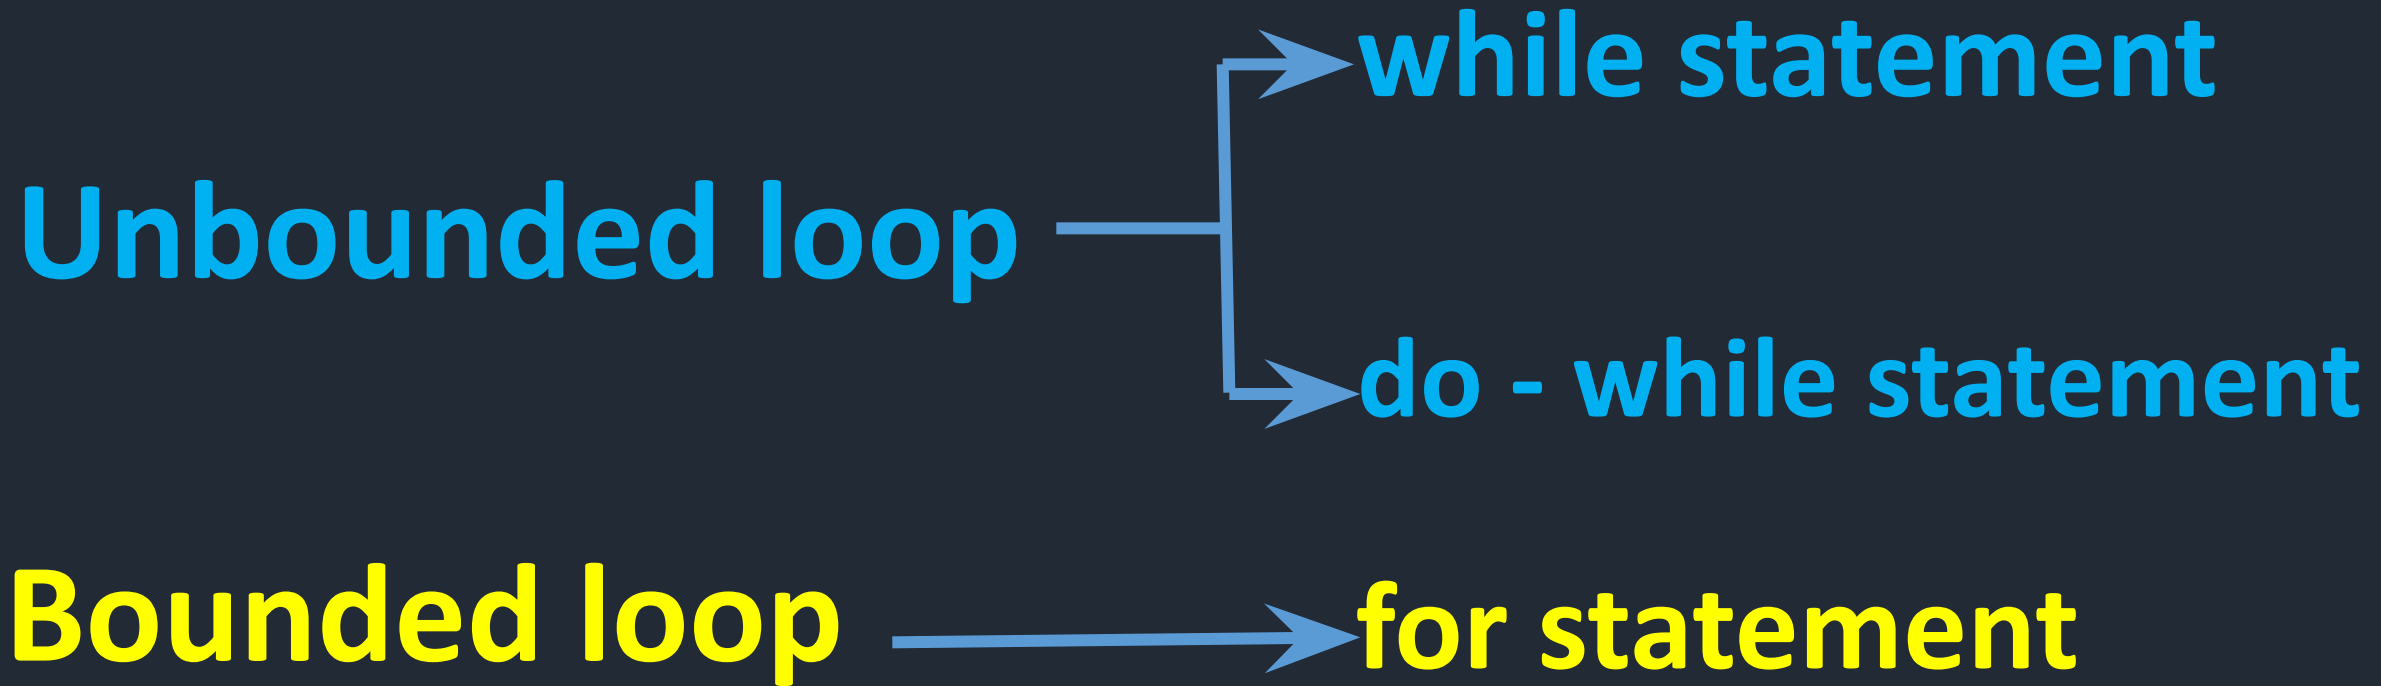 while statement
Unbounded loop
do - while statement
Bounded loop
for statement